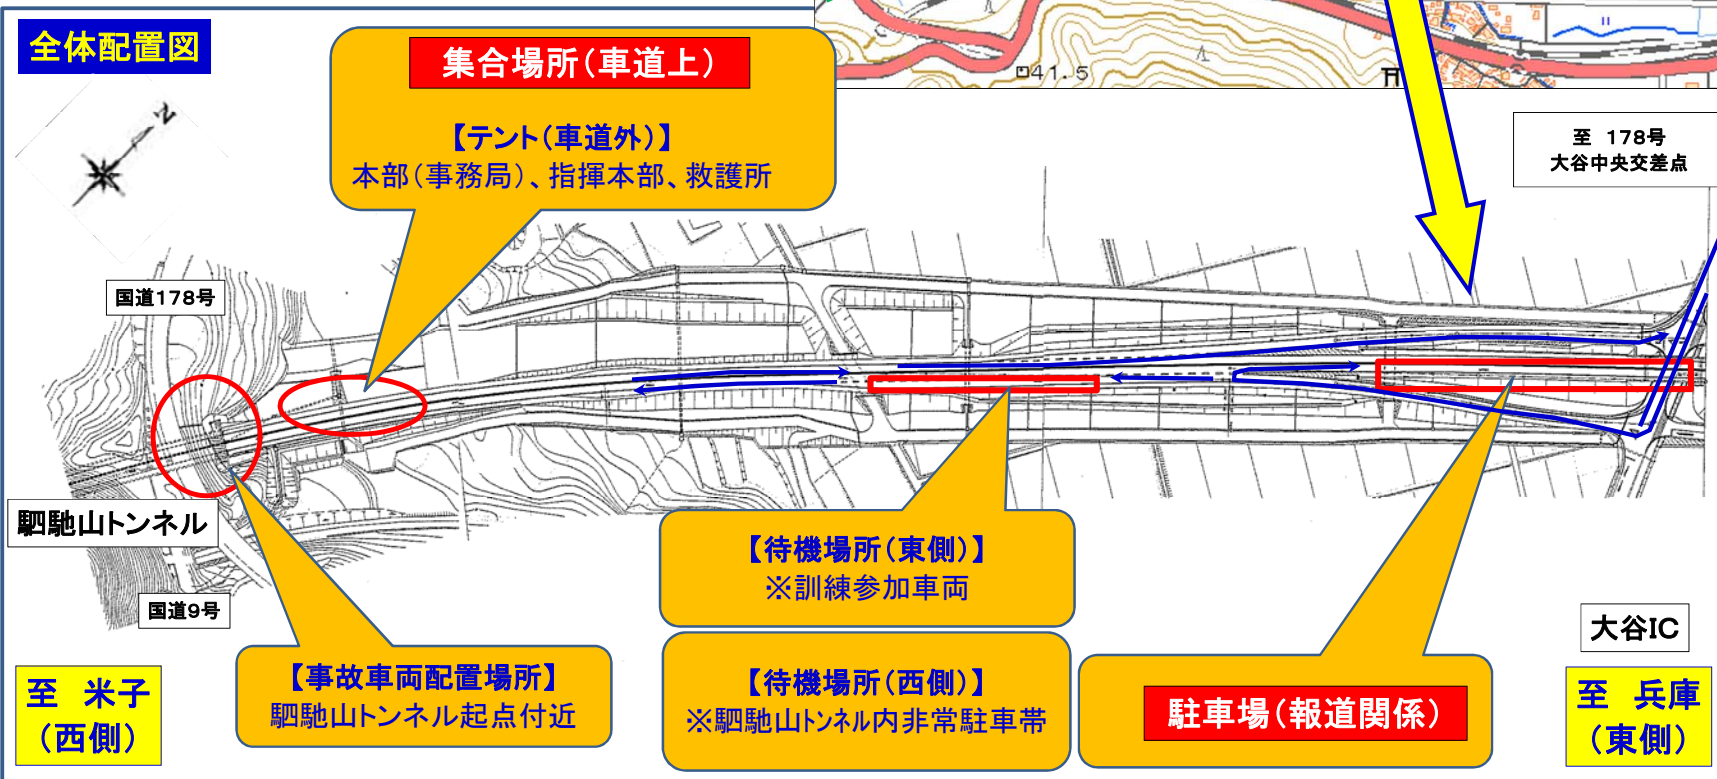 全体配置図
集合場所（車道上）
【テント（車道外）】
本部（事務局）、指揮本部、救護所
41.5
至 178号
大谷中央交差点
N
国道178号
駟馳山トンネル
国道9号
【待機場所（東側）】
※訓練参加車両
【事故車両配置場所】
駟馳山トンネル起点付近
【待機場所（西側）】
※駟馳山トンネル内非常駐車帯
駐車場（報道関係）
大谷IC
至 米子
（西側）
至 兵庫
（東側）